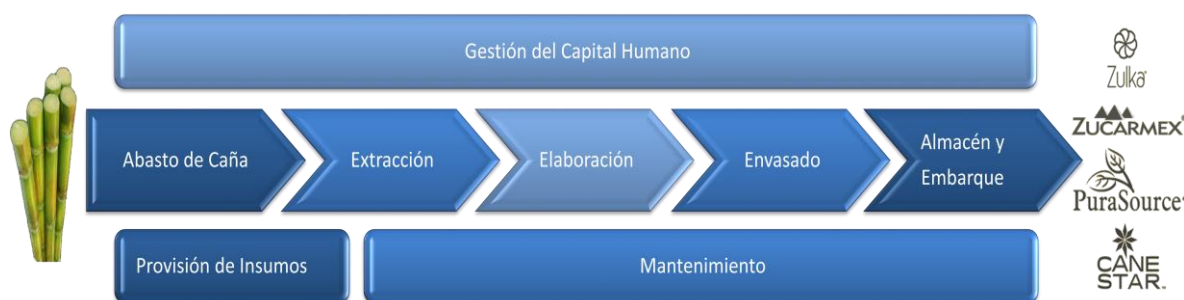 Gestión del Capital Humano
Abasto de Caña
Extracción
Elaboración
Envasado
Almacén y
Embarque
Provisión de Insumos
Mantenimiento
Zulka
ZUCARMEX
PuraSource
CANE
STAR